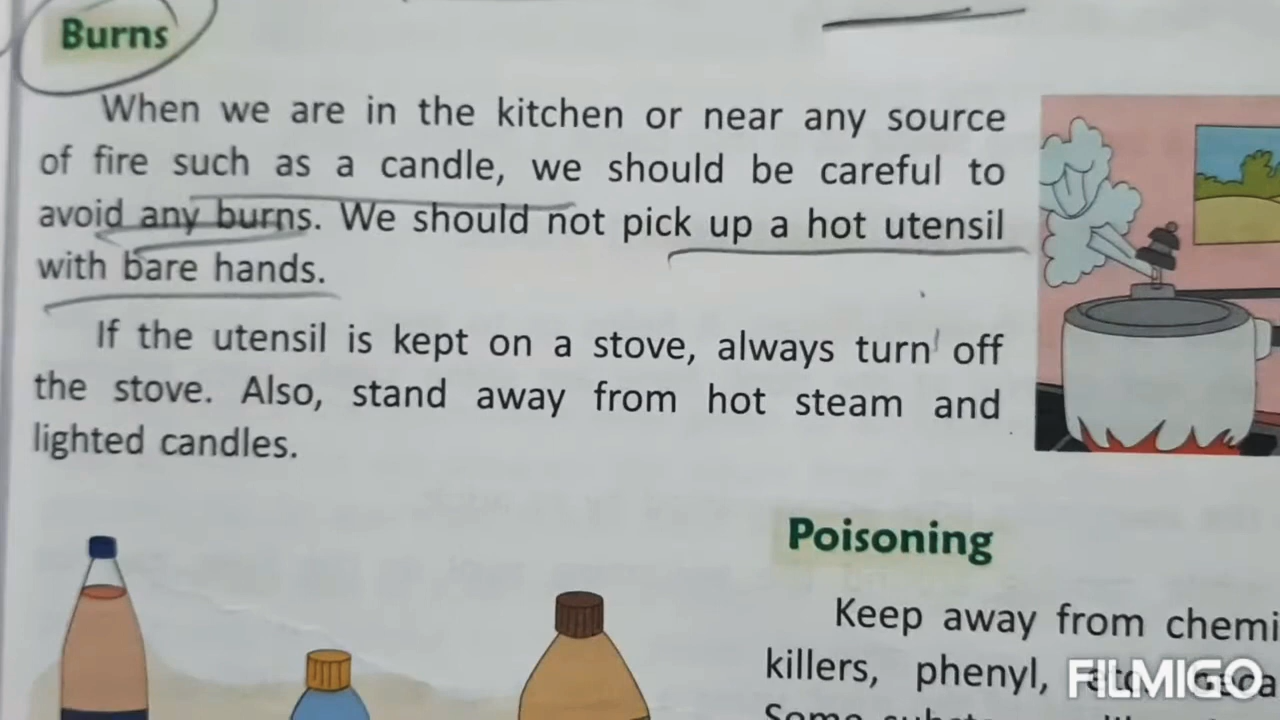 Burns
When we are in the kitchen or near any source
of fire such as a candle, we should be careful to
avoid any burns. We should not pick up a hot utensil
with bare hands.
If the utensil is kept on a stove, always turn off
the stove. Also, stand away from hot steam and
lighted candles.
Poisoning
Keep away from chemi
killers, phenyl,
FILMIGO